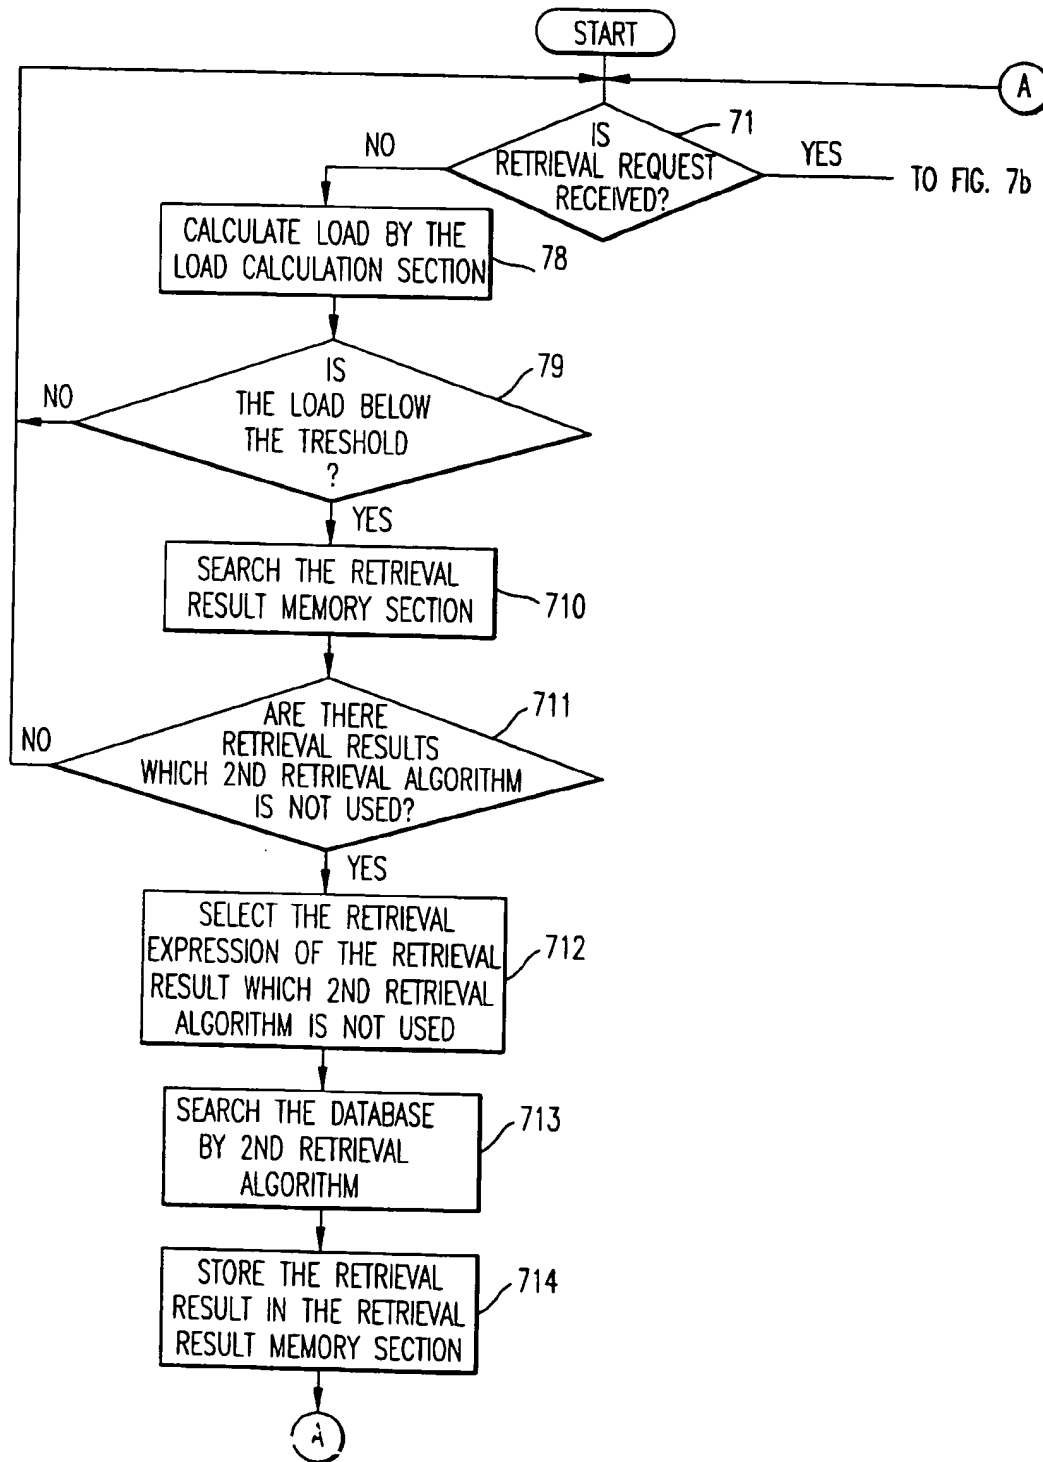 START
A
71
IS
RETRIEVAL REQUEST
RECEIVED?
NO
YES
TO FIG. 7b
CALCULATE LOAD BY THE
LOAD CALCULATION SECTION
78
IS
THE LOAD BELOW
THE TRESHOLD
?
79
NO
YES
SEARCH THE RETRIEVAL
RESULT MEMORY SECTION
710
ARE THERE
RETRIEVAL RESULTS
WHICH 2ND RETRIEVAL ALGORITHM
IS NOT USED?
711
NO
YES
SELECT THE RETRIEVAL
EXPRESSION OF THE RETRIEVAL
RESULT WHICH 2ND RETRIEVAL
ALGORITHM IS NOT USED
712
SEARCH THE DATABASE
BY 2ND RETRIEVAL
ALGORITHM
713
STORE THE RETRIEVAL
RESULT IN THE RETRIEVAL
RESULT MEMORY SECTION
714
A